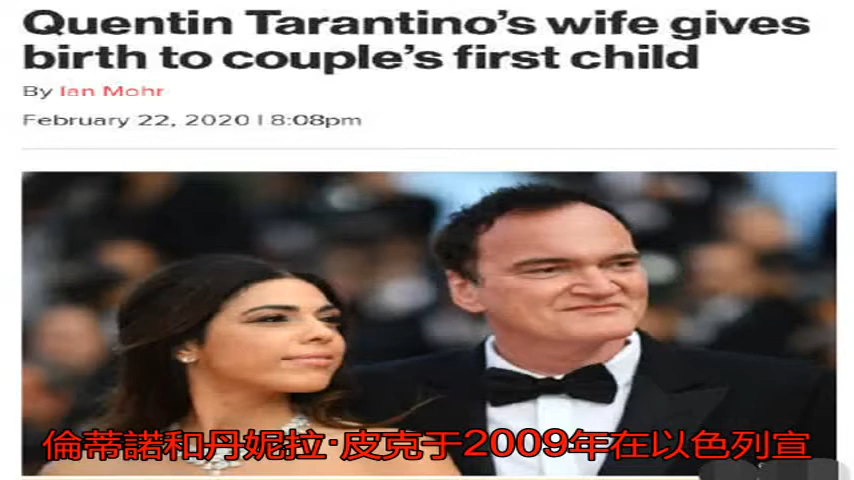 Quentin Tarantino's wife gives
birth to couple's first child
By Ian Mohr
February 22, 2020 | 8:08pm
倫蒂諾和丹妮拉·皮克于2009年在以色列宣